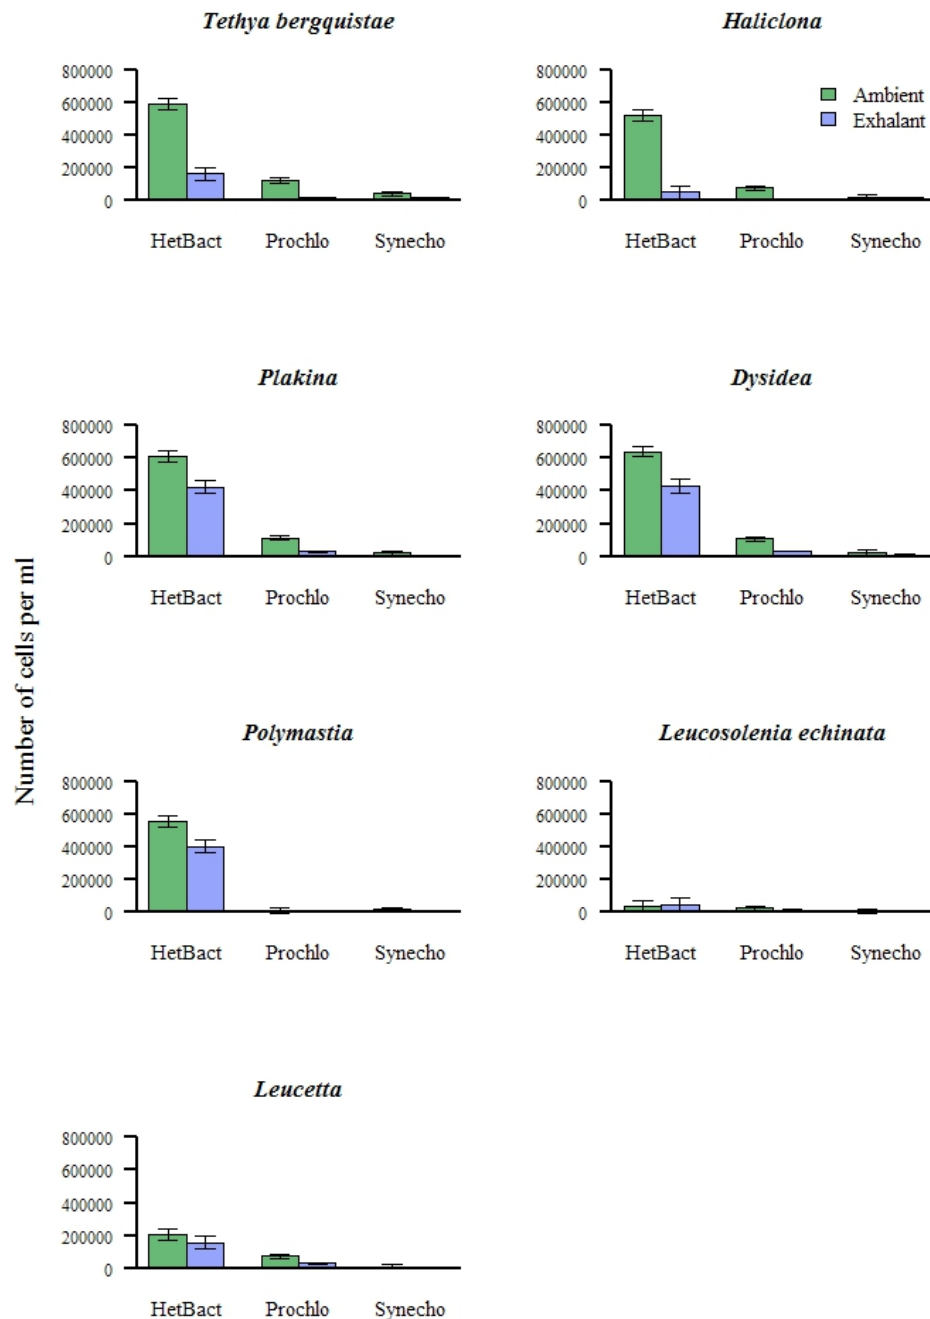 Tethya bergquistae
Haliclona
800000
600000
400000
200000
0
HetBact Prochlo Synecho
800000
600000
400000
200000
0
Ambient
Exhalant
HetBact Prochlo Synecho
Plakina
Dysidea
800000
600000
400000
200000
0
HetBact Prochlo Synecho
800000
600000
400000
200000
0
HetBact Prochlo Synecho
Number of cells per ml
Polymastia
Leucosolenia echinata
800000
600000
400000
200000
0
HetBact Prochlo Synecho
800000
600000
400000
200000
0
HetBact Prochlo Synecho
Leucetta
800000
600000
400000
200000
0
HetBact Prochlo Synecho